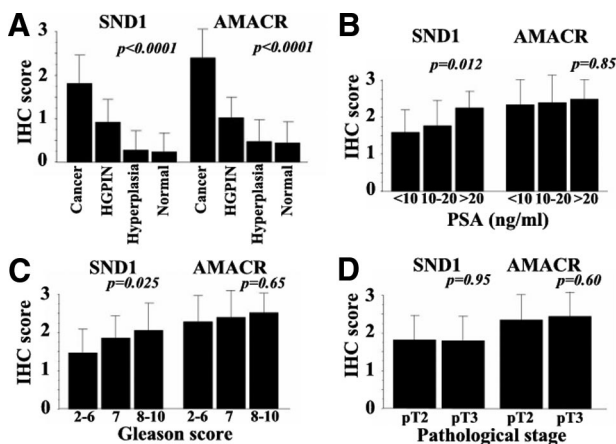 A
SND1 AMACR
p<0.0001 p<0.0001
IHC score
3
2
1
0
Cancer
HGPIN
Hyperplasia
Normal
Cancer
HGPIN
Hyperplasia
Normal
B
SND1 AMACR
p=0.012 p=0.85
IHC score
3
2
1
0
<10 10-20 >20 <10 10-20 >20
PSA (ng/ml)
C
SND1 AMACR
p=0.025 p=0.65
IHC score
3
2
1
0
2-6 7 8-10 2-6 7 8-10
Gleason score
D
SND1 AMACR
p=0.95 p=0.60
IHC score
3
2
1
0
pT2 pT3 pT2 pT3
Pathological stage